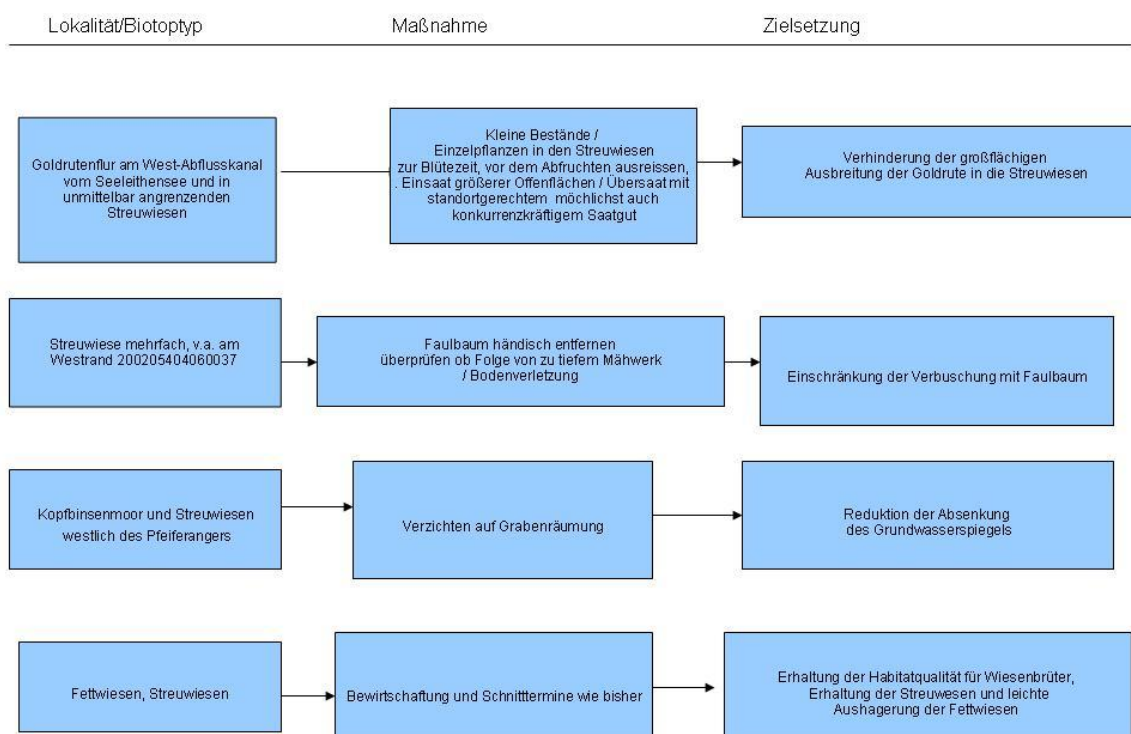 Lokalität/Biotoptyp
Maßnahme
Zielsetzung
Goldrutenflur am West-Abflusskanal
vom Seeleithensee und in
unmittelbar angrenzenden
Streuwiesen
Kleine Bestände /
Einzelpflanzen in den Streuwiesen
zur Blütezeit, vor dem Abfruchten ausreissen,
. Einsaat größerer Offenflächen / Übersaat mit
standortgerechtem möchlichst auch
konkurrenzkräftigem Saatgut
Verhinderung der großflächigen
Ausbreitung der Goldrute in die Streuwiesen
Streuwiese mehrfach, v.a. am
Westrand 200205404060037
Faulbaum händisch entfernen
überprüfen ob Folge von zu tiefem Mähwerk
/ Bodenverletzung
Einschränkung der Verbuschung mit Faulbaum
Kopfbinsenmoor und Streuwiesen
westlich des Pfeiferangers
Verzichten auf Grabenräumung
Reduktion der Absenkung
des Grundwasserspiegels
Fettwiesen, Streuwiesen
Bewirtschaftung und Schnitttermine wie bisher
Erhaltung der Habitatqualität für Wiesenbrüter,
Erhaltung der Streuwesen und leichte
Aushagerung der Fettwiesen